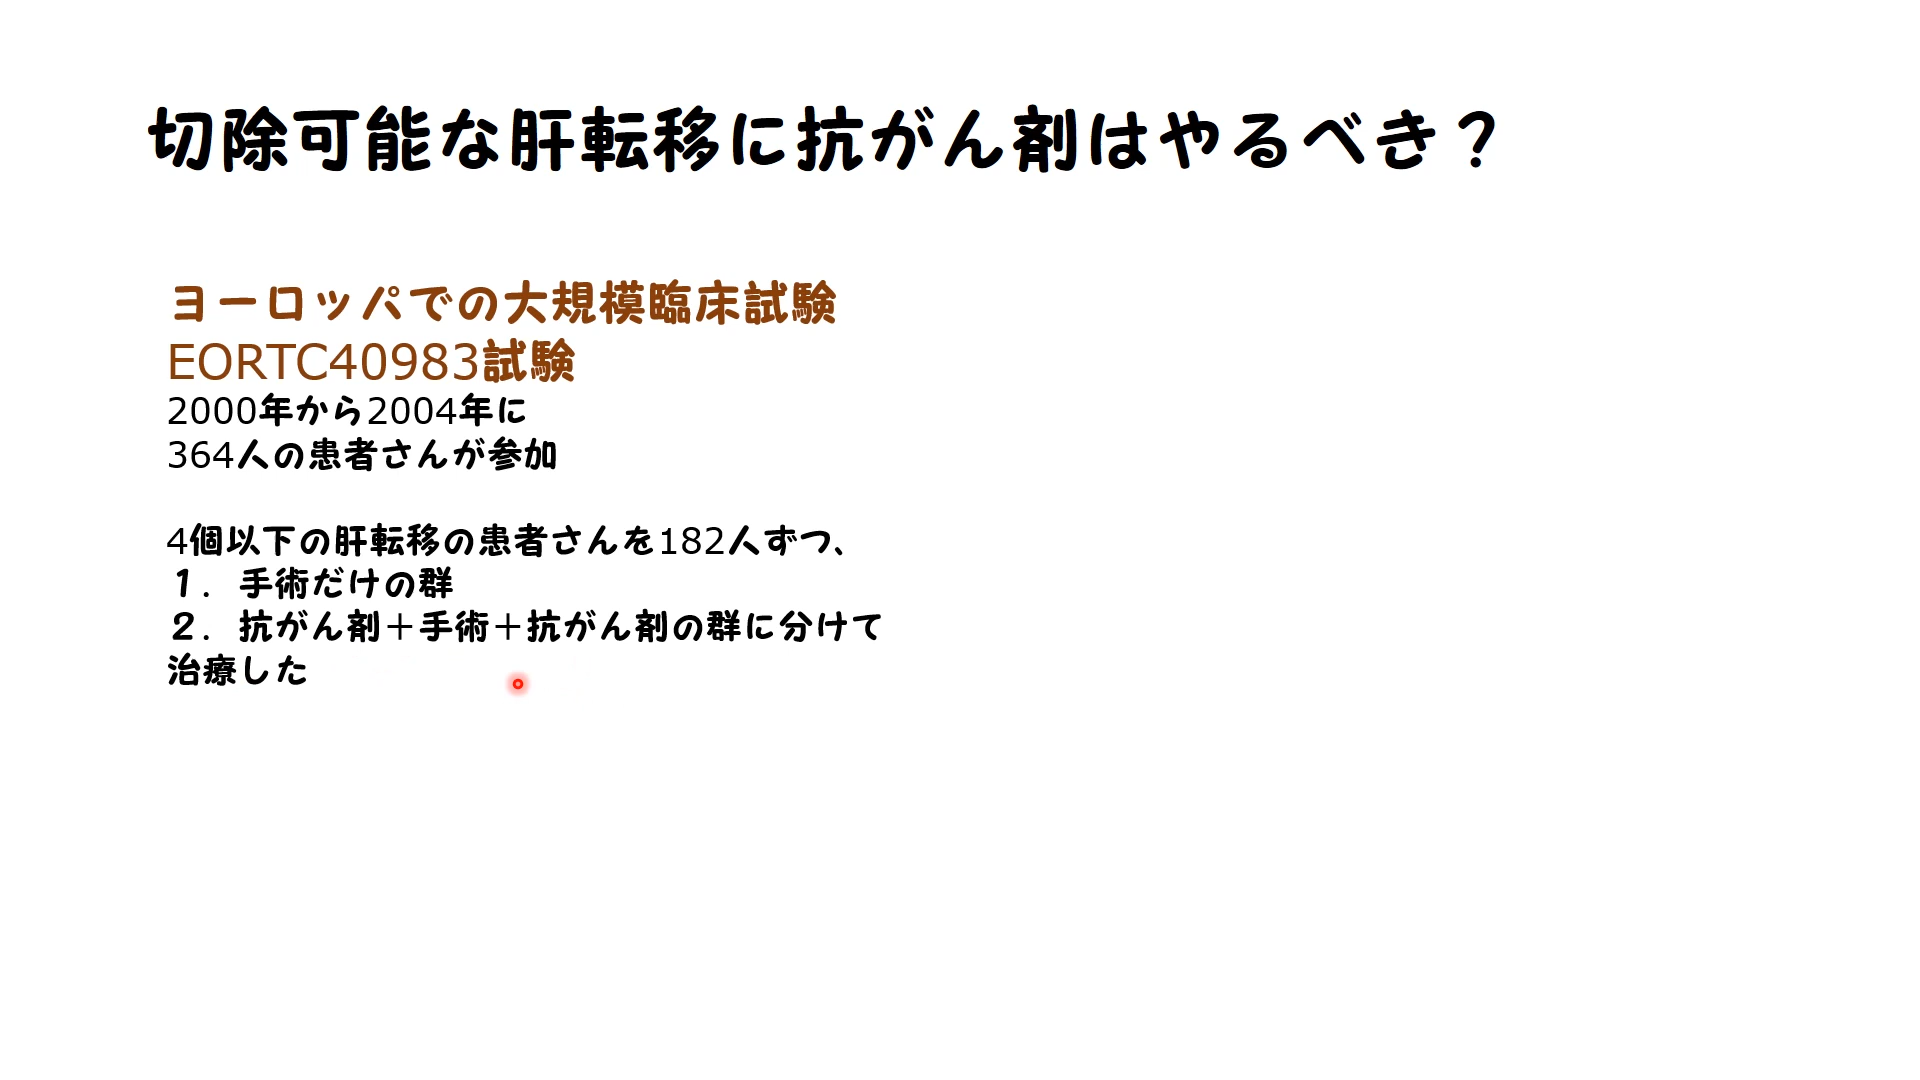 切除可能な肝転移に抗がん剤はやるべき？
ヨーロッパでの大規模臨床試験
EORTC40983試験
2000年から2004年に
364人の患者さんが参加
4個以下の肝転移の患者さんを182人ずつ、
１．手術だけの群
２．抗がん剤＋手術＋抗がん剤の群に分けて
治療した